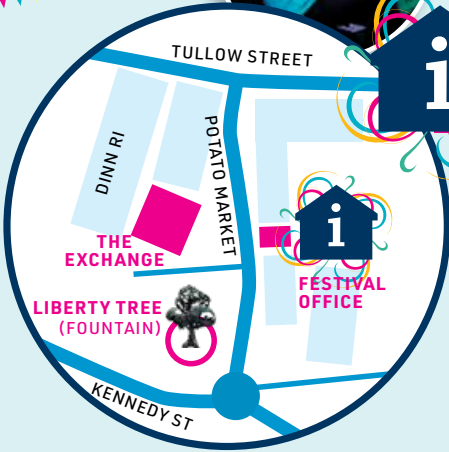 TULLOW STREET
i
DINN RI
POTATO MARKET
THE
EXCHANGE
i
FESTIVAL
OFFICE
LIBERTY TREE
(FOUNTAIN)
KENNEDY ST